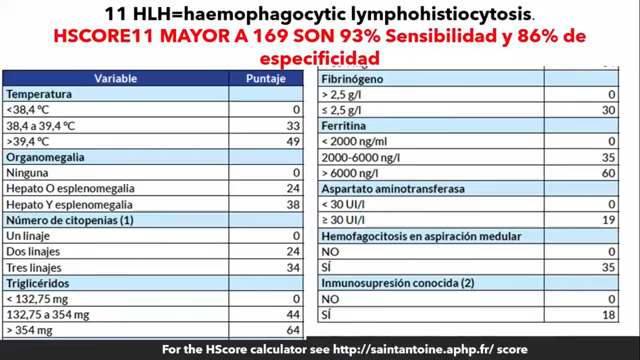 11 HLH=haemophagocytic lymphohistiocytosis.
HSCORE11 MAYOR A 169 SON 93% Sensibilidad y 86% de
especificidad
Variable Puntaje
Temperatura
<38,4 ºC 0
38,4 a 39,4 ºC 33
>39,4 ºC 49
Organomegalia
Ninguna 0
Hepato O esplenomegalia 24
Hepato Y esplenomegalia 38
Número de citopenias (1)
Un linaje 0
Dos linajes 24
Tres linajes 34
Triglicéridos
< 132,75 mg 0
132,75 a 354 mg 44
> 354 mg 64
Fibrinógeno
> 2,5 g/l 0
≤ 2,5 g/l 30
Ferritina
< 2000 ng/ml 0
2000-6000 ng/l 35
> 6000 ng/l 60
Aspartato aminotransferasa
< 30 UI/l 0
≥ 30 UI/l 19
Hemofagocitosis en aspiración medular
NO 0
SÍ 35
Inmunosupresión conocida (2)
NO 0
SÍ 18
For the HScore calculator see http://saintantoine.aphp.fr/ score